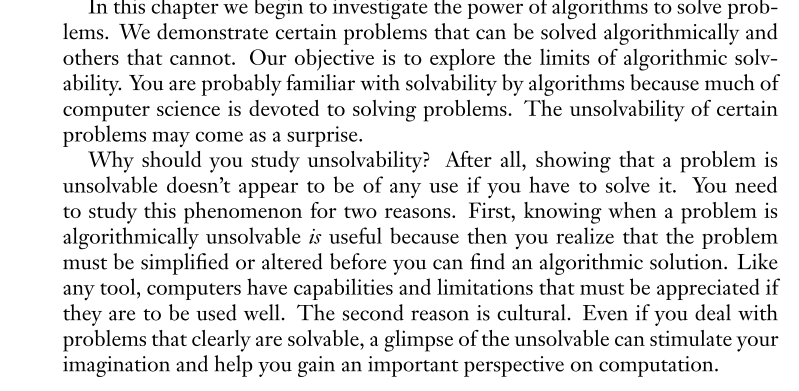 In this chapter we begin to investigate the power of algorithms to solve prob-
lems. We demonstrate certain problems that can be solved algorithmically and
others that cannot. Our objective is to explore the limits of algorithmic solv-
ability. You are probably familiar with solvability by algorithms because much of
computer science is devoted to solving problems. The unsolvability of certain
problems may come as a surprise.
Why should you study unsolvability? After all, showing that a problem is
unsolvable doesn't appear to be of any use if you have to solve it. You need
to study this phenomenon for two reasons. First, knowing when a problem is
algorithmically unsolvable is useful because then you realize that the problem
must be simplified or altered before you can find an algorithmic solution. Like
any tool, computers have capabilities and limitations that must be appreciated if
they are to be used well. The second reason is cultural. Even if you deal with
problems that clearly are solvable, a glimpse of the unsolvable can stimulate your
imagination and help you gain an important perspective on computation.